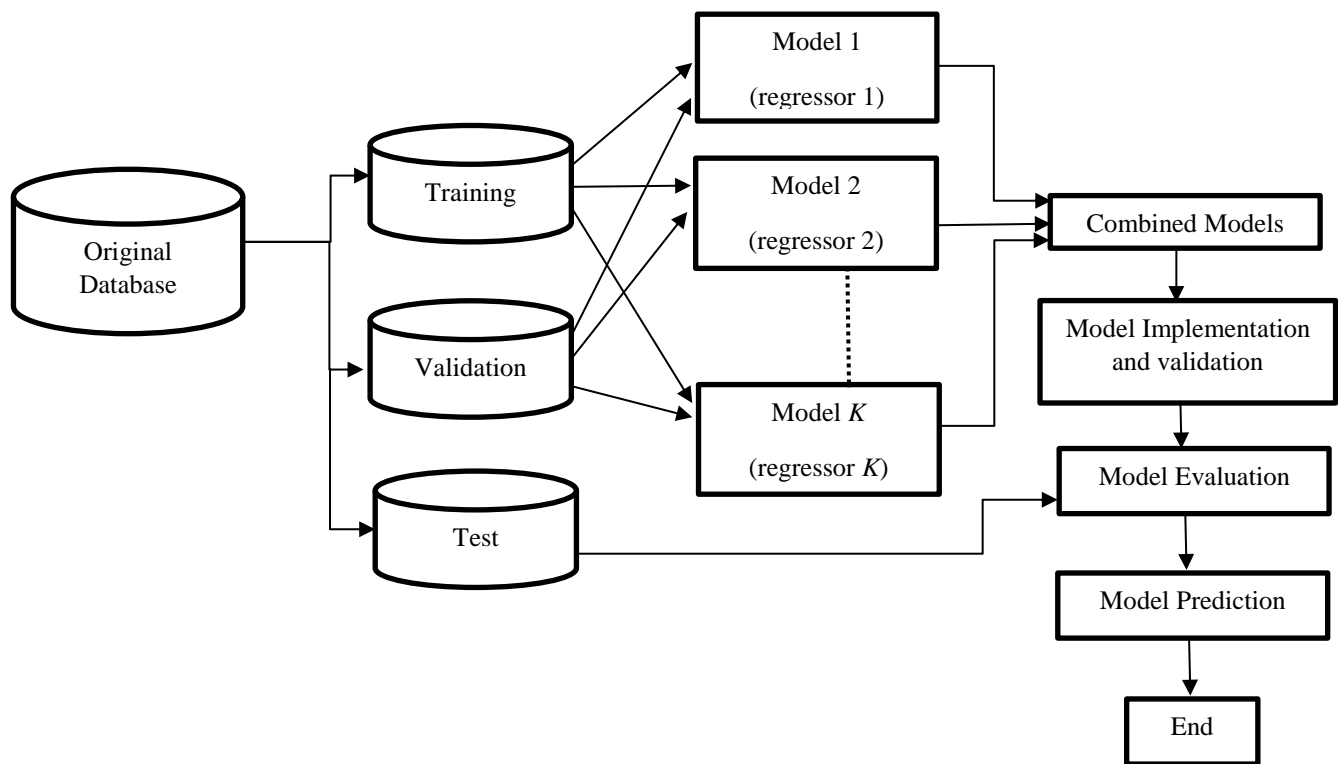 Original
Database
Training
Validation
Test
Model 1
(regressor 1)
Model 2
(regressor 2)
Model K
(regressor K)
Combined Models
Model Implementation
and validation
Model Evaluation
Model Prediction
End